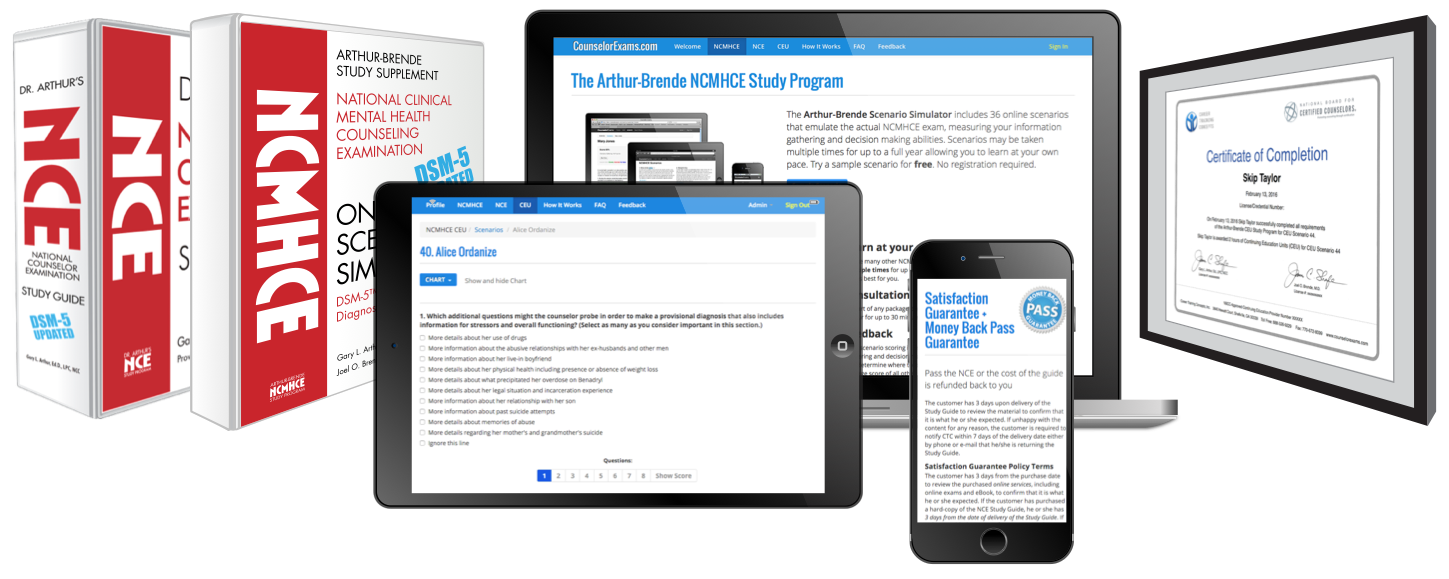 DR. ARTHUR'S
NCE
NATIONAL
COUNSELOR
EXAMINATION
STUDY GUIDE
DSM-5
UPDATED
Gary L. Arthur, Ed.D., LPC, NCC
NCE
DR. ARTHUR'S
NCE
STUDY PROGRAM
NCMHCE
ARTHUR-BRENDE
NCMHCE
STUDY PROGRAM
ARTHUR-BRENDE
STUDY SUPPLEMENT
NATIONAL CLINICAL
MENTAL HEALTH
COUNSELING
EXAMINATION
DSM-5
UPDATED
ON
SCE
SIM
DSM-5™
Diagnos
Gary L. Arth
Joel O. Bre
CounselorExams.com Welcome NCMHCE NCE CEU How It Works FAQ Feedback Sign In
The Arthur-Brende NCMHCE Study Program
The Arthur-Brende Scenario Simulator includes 36 online scenarios
that emulate the actual NCMHCE exam, measuring your information
gathering and decision making abilities. Scenarios may be taken
multiple times for up to a full year allowing you to learn at your own
pace. Try a sample scenario for free. No registration required.
rn at your
many other NCM
ple times for up
best for you.
nsultation
t of any package
for up to 30 min
dback
scenario scoring i
ring and decision
etermine where t
Profile NCMHCE NCE CEU How It Works FAQ Feedback Admin Sign Out
NCMHCE CEU / Scenarios / Alice Ordanize
40. Alice Ordanize
CHART Show and hide Chart
1. Which additional questions might the counselor probe in order to make a provisional diagnosis that also includes
information for stressors and overall functioning? (Select as many as you consider important in this section.)
More details about her use of drugs
More information about the abusive relationships with her ex-husbands and other men
More information about her live-in boyfriend
More details about her physical health including presence or absence of weight loss
More details about what precipitated her overdose on Benadryl
More details about her legal situation and incarceration experience
More information about her relationship with her son
More information about past suicide attempts
More details about memories of abuse
More details regarding her mother's and grandmother's suicide
Ignore this line
Questions:
1 2 3 4 5 6 7 8 Show Score
Satisfaction
Guarantee +
Money Back Pass
Guarantee
MONEY BACK
PASS
GUARANTEE
Pass the NCE or the cost of the guide
is refunded back to you
The customer has 3 days upon delivery of the
Study Guide to review the material to confirm that
it is what he or she expected. If unhappy with the
content for any reason, the customer is required to
notify CTC within 7 days of the delivery date either
by phone or e-mail that he/she is returning the
Study Guide.
Satisfaction Guarantee Policy Terms
The customer has 3 days from the purchase date
to review the purchased online services, including
online exams and eBook, to confirm that it is what
he or she expected. If the customer has purchased
a hard-copy of the NCE Study Guide, he or she has
3 days from the date of delivery of the Study Guide. If
NATIONAL BOARD FOR
CERTIFIED COUNSELORS
Certificate of Completion
Skip Taylor
February 13, 2016
License/Credential Number:
On February 13, 2016 Skip Taylor successfully completed all requirements
of the Arthur-Brende CEU Study Program for CEU Scenario 44.
Skip Taylor is awarded 2 hours of Continuing Education Units (CEU) for CEU Scenario 44